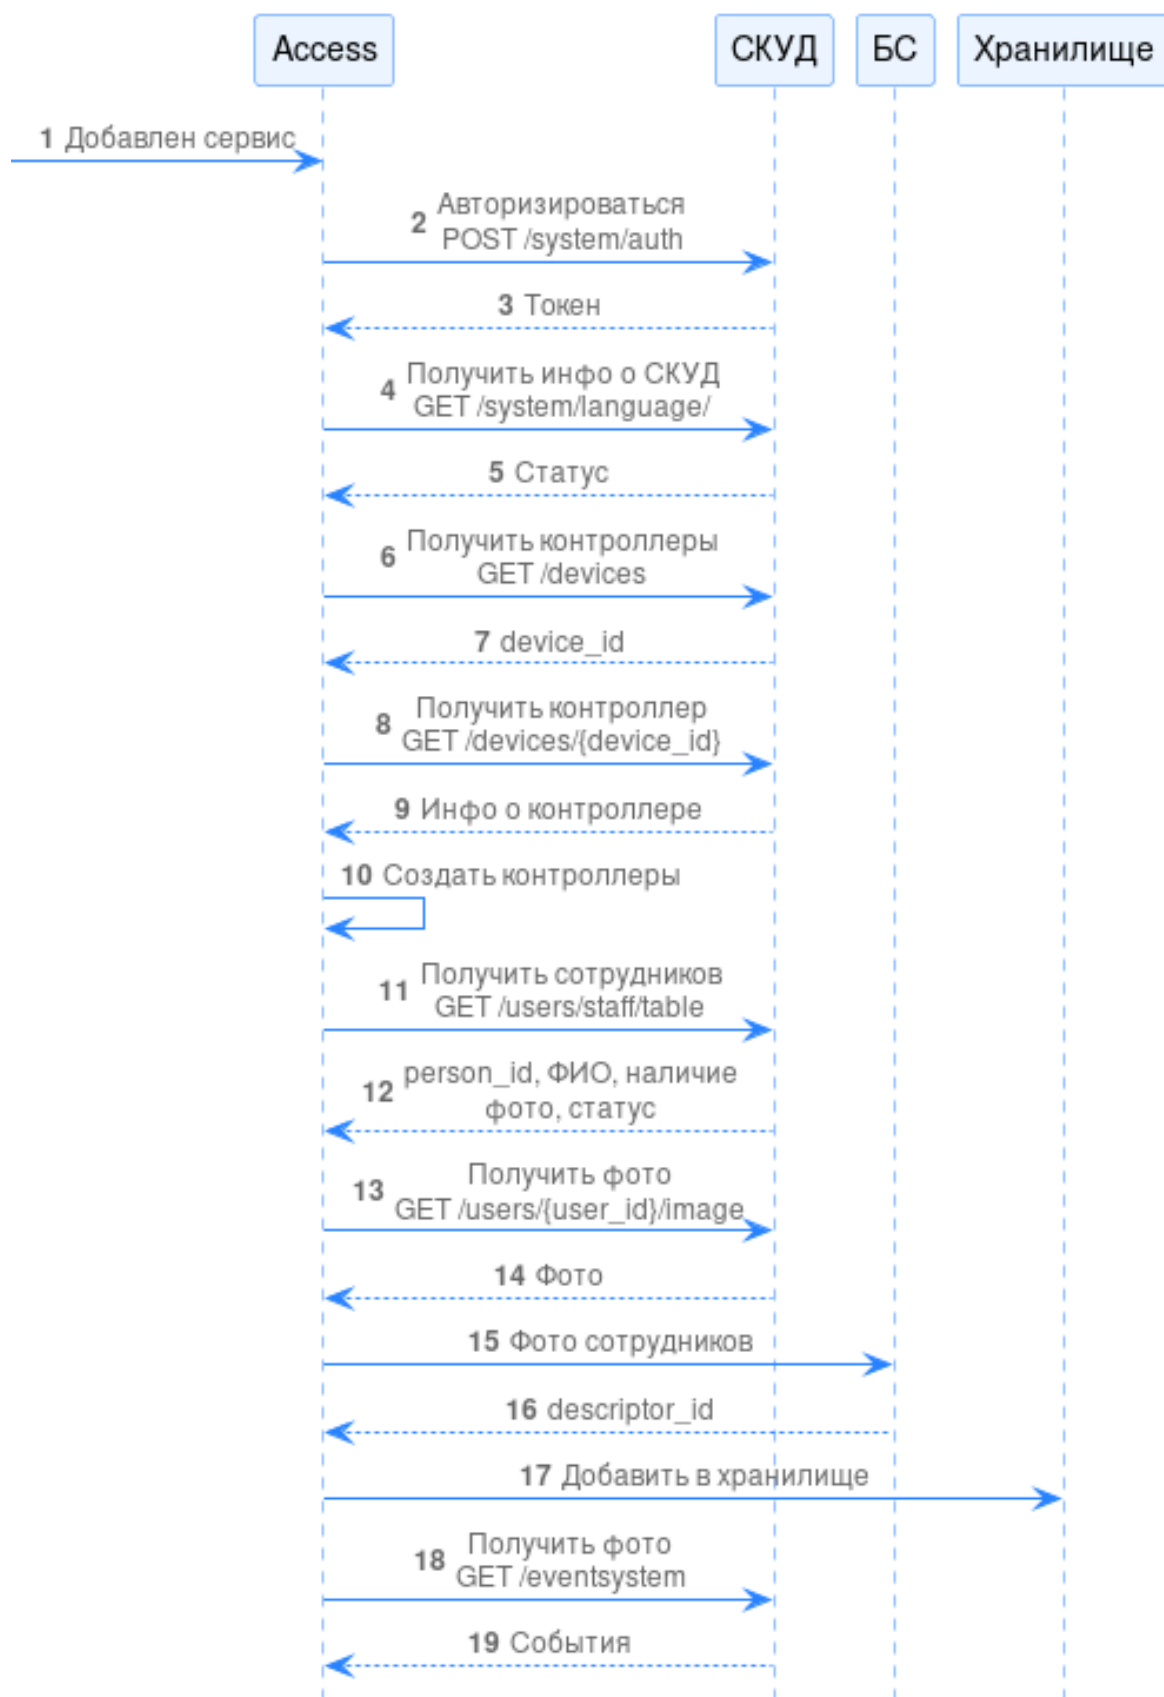 Access
СКУД
БС
Хранилище
1 Добавлен сервис
2 Авторизироваться
POST /system/auth
3 Токен
4 Получить инфо о СКУД
GET /system/language/
5 Статус
6 Получить контроллеры
GET /devices
7 device_id
8 Получить контроллер
GET /devices/{device_id}
9 Инфо о контроллере
10 Создать контроллеры
11 Получить сотрудников
GET /users/staff/table
12 person_id, ФИО, наличие
фото, статус
13 Получить фото
GET /users/{user_id}/image
14 Фото
15 Фото сотрудников
16 descriptor_id
17 Добавить в хранилище
18 Получить фото
GET /eventsystem
19 События